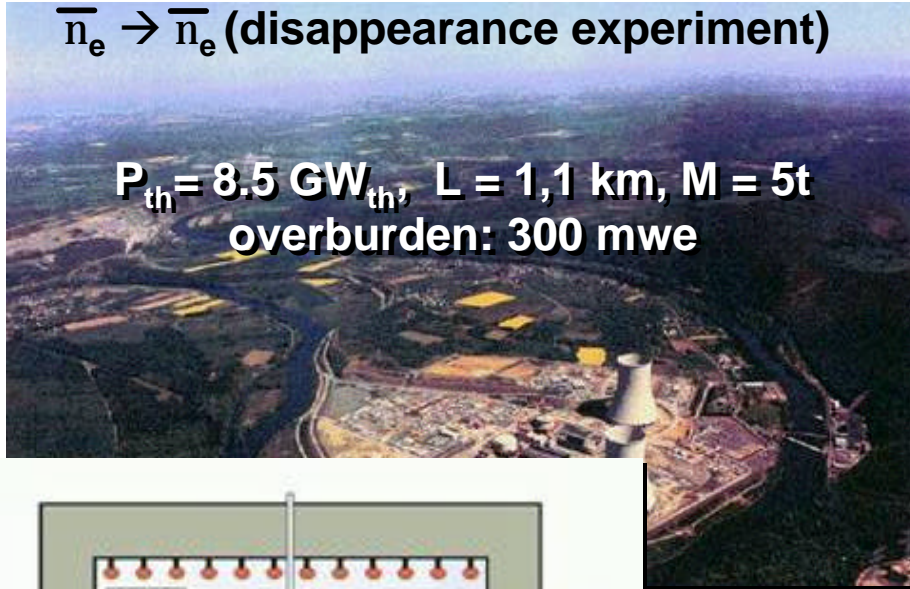 n̅ₑ → n̅ₑ (disappearance experiment)
Pₜₕ= 8.5 GWₜₕ, L = 1,1 km, M = 5t
overburden: 300 mwe